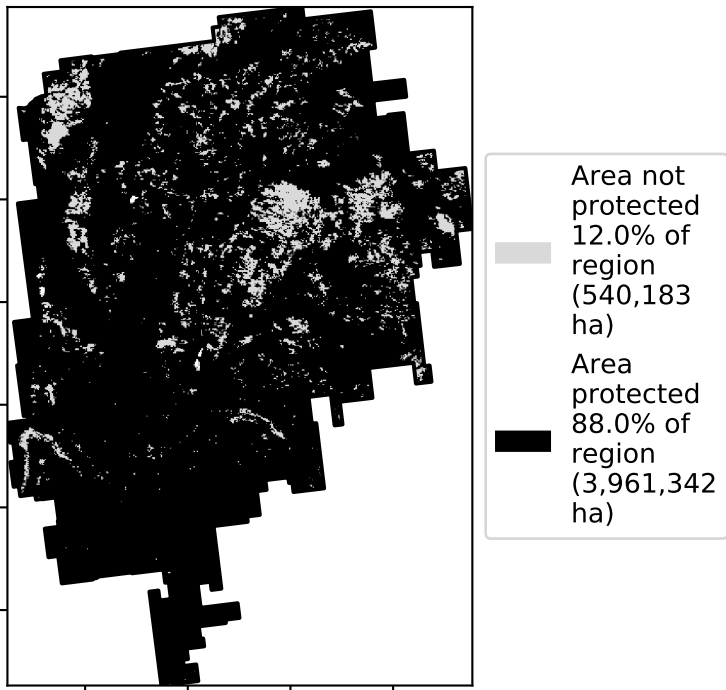 Area not
protected
12.0% of
region
(540,183
ha)
Area
protected
88.0% of
region
(3,961,342
ha)